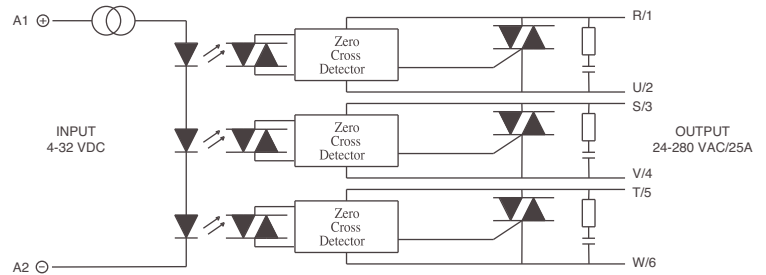 A1
R/1
Zero
Cross
Detector
U/2
S/3
INPUT
4-32 VDC
Zero
Cross
Detector
OUTPUT
24-280 VAC/25A
V/4
T/5
Zero
Cross
Detector
A2
W/6